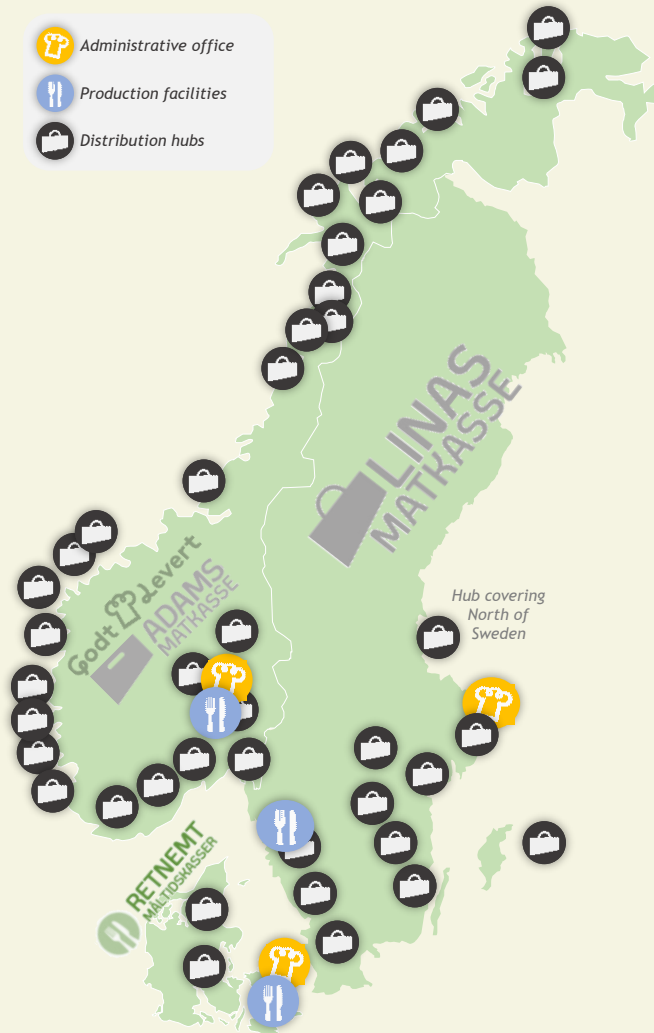 Administrative office
Production facilities
Distribution hubs
LINAS
MATKASSE
Godt Levert
ADAMS
MATKASSE
Hub covering
North of
Sweden
RETNEMT
MÅLTIDSKASSER